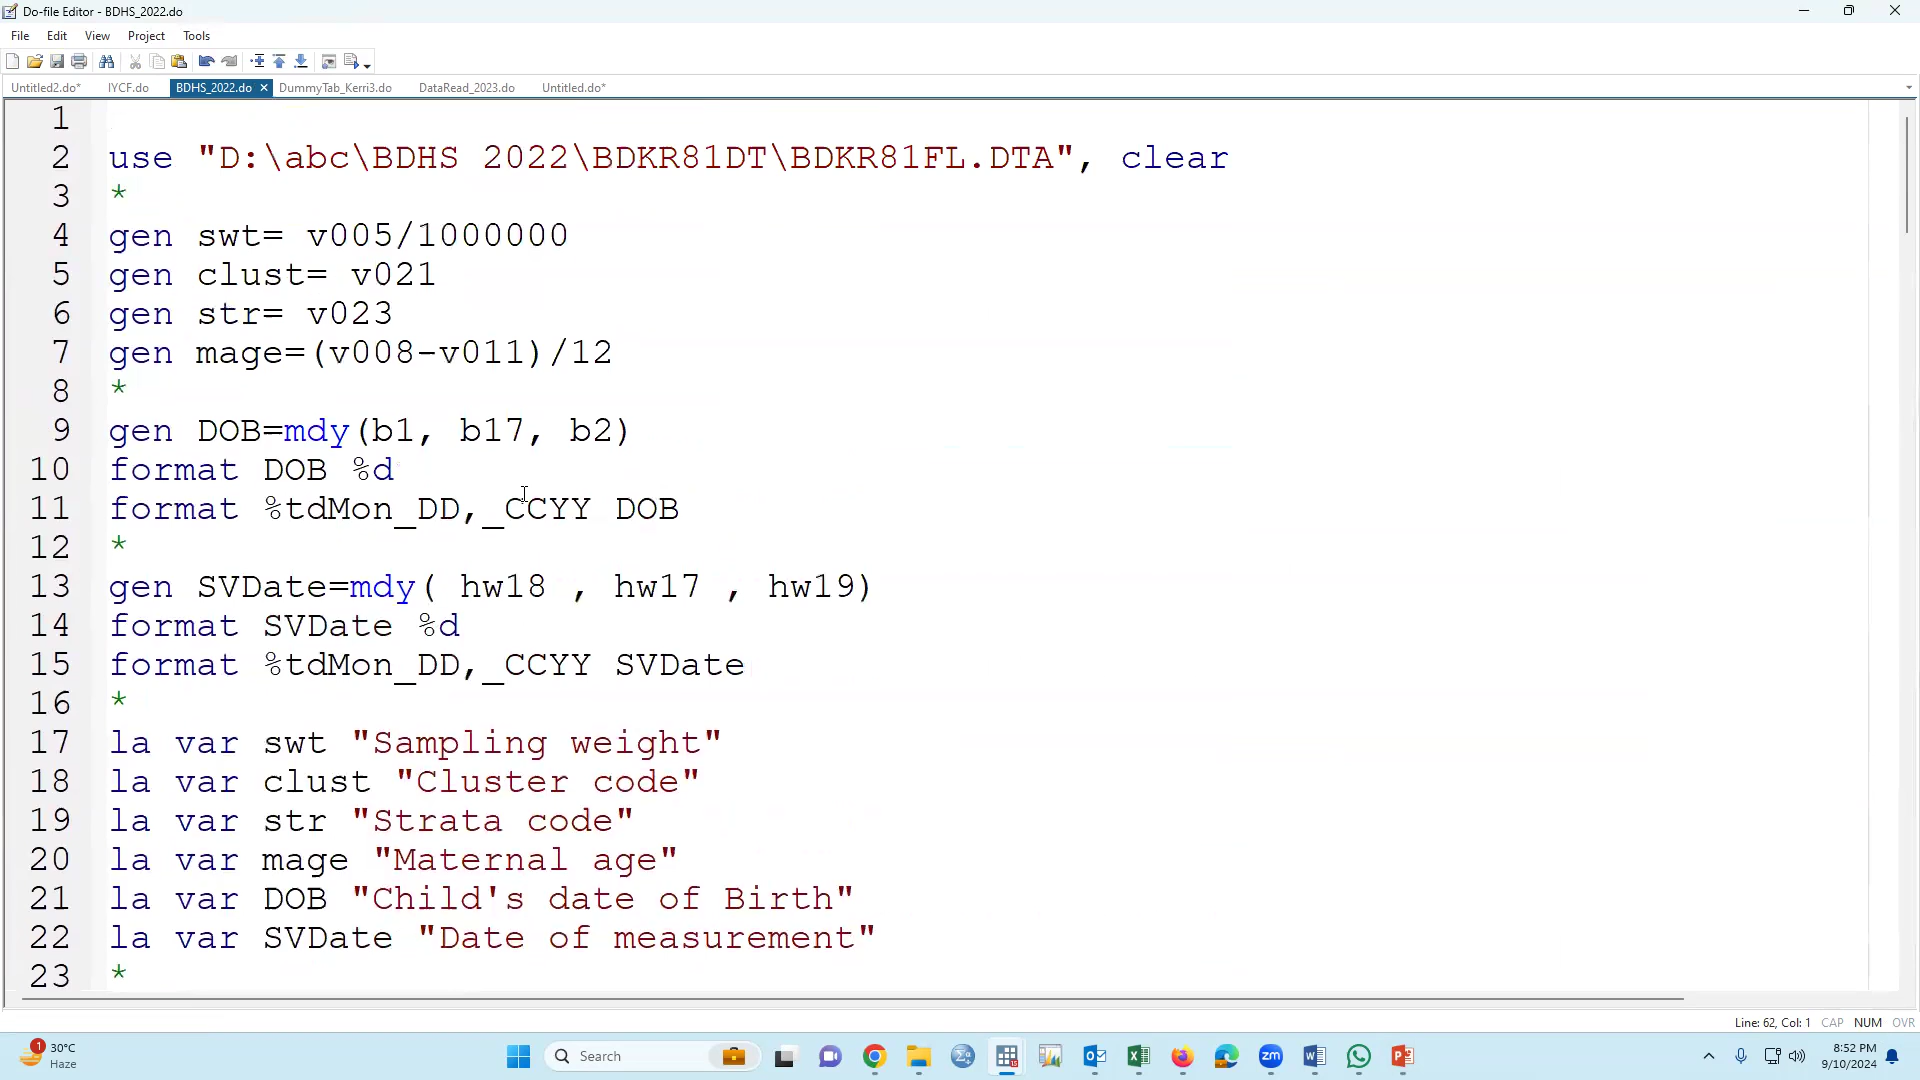 Do-file Editor - BDHS_2022.do
File Edit View Project Tools
Untitled2.do* IYCF.do BDHS_2022.do DummyTab_Kerri3.do DataRead_2023.do Untitled.do*
1
2 use "D:\abc\BDHS 2022\BDKR81DT\BDKR81FL.DTA", clear
3 *
4 gen swt= v005/1000000
5 gen clust= v021
6 gen str= v023
7 gen mage=(v008-v011)/12
8 *
9 gen DOB=mdy(b1, b17, b2)
10 format DOB %d
11 format %tdMon_DD,_CCYY DOB
12 *
13 gen SVDate=mdy( hw18 , hw17 , hw19)
14 format SVDate %d
15 format %tdMon_DD,_CCYY SVDate
16 *
17 la var swt "Sampling weight"
18 la var clust "Cluster code"
19 la var str "Strata code"
20 la var mage "Maternal age"
21 la var DOB "Child's date of Birth"
22 la var SVDate "Date of measurement"
23 *
Line: 62, Col: 1 CAP NUM OVR
1 30°C
Haze
Search
zm
8:52 PM
9/10/2024